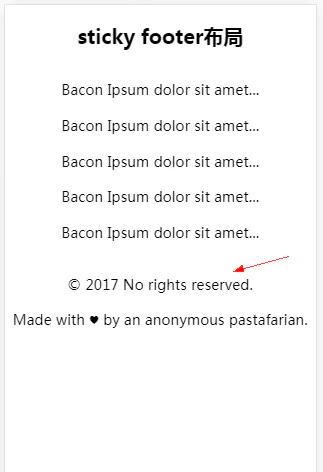 sticky footer布局
Bacon Ipsum dolor sit amet...
Bacon Ipsum dolor sit amet...
Bacon Ipsum dolor sit amet...
Bacon Ipsum dolor sit amet...
Bacon Ipsum dolor sit amet...
© 2017 No rights reserved.
Made with ♥ by an anonymous pastafarian.